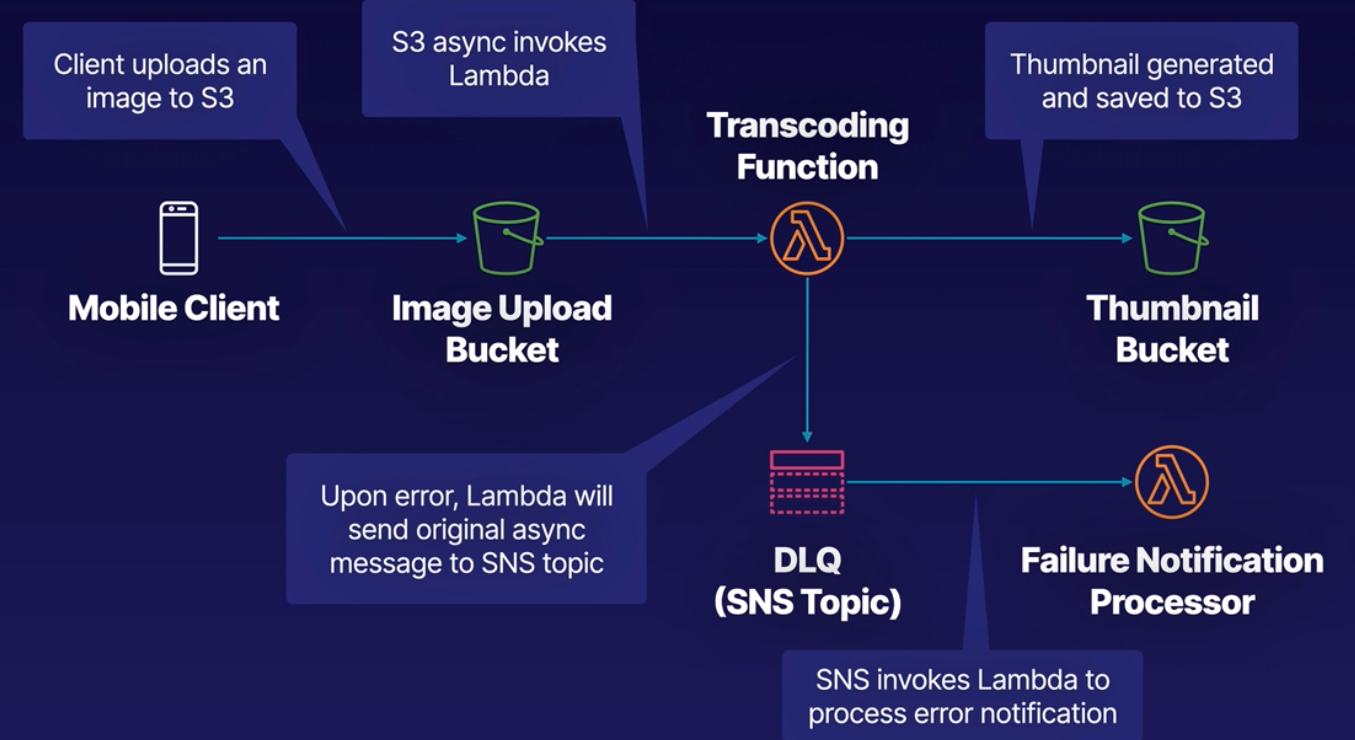 Client uploads an
image to S3
S3 async invokes
Lambda
Thumbnail generated
and saved to S3
Transcoding
Function
Mobile Client
Image Upload
Bucket
Thumbnail
Bucket
Upon error, Lambda will
send original async
message to SNS topic
DLQ
(SNS Topic)
Failure Notification
Processor
SNS invokes Lambda to
process error notification